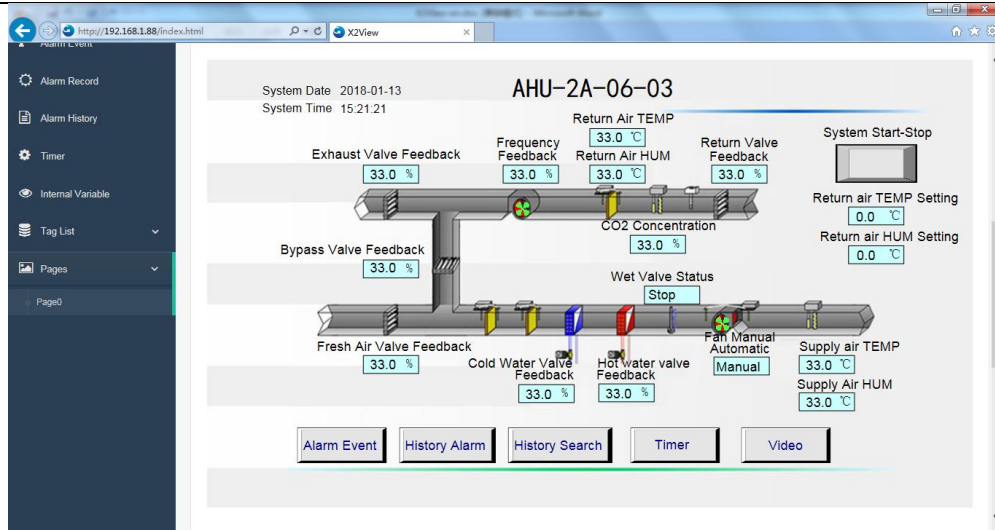 http://192.168.1.88/index.html
X2View
Alarm Event
Alarm Record
Alarm History
Timer
Internal Variable
Tag List
Pages
Page0
AHU-2A-06-03
System Date 2018-01-13
System Time 15:21:21
Return Air TEMP
33.0 ℃
Return Air HUM
33.0 ℃
Exhaust Valve Feedback
33.0 %
Frequency
Feedback
33.0 %
Return Valve
Feedback
33.0 %
System Start-Stop
Return air TEMP Setting
0.0 ℃
Return air HUM Setting
0.0 ℃
CO2 Concentration
33.0 %
Bypass Valve Feedback
33.0 %
Wet Valve Status
Stop
Fresh Air Valve Feedback
33.0 %
Cold Water Valve
Feedback
33.0 %
Hot water valve
Feedback
33.0 %
Fan Manual
Automatic
Manual
Supply air TEMP
33.0 ℃
Supply Air HUM
33.0 ℃
Alarm Event
History Alarm
History Search
Timer
Video